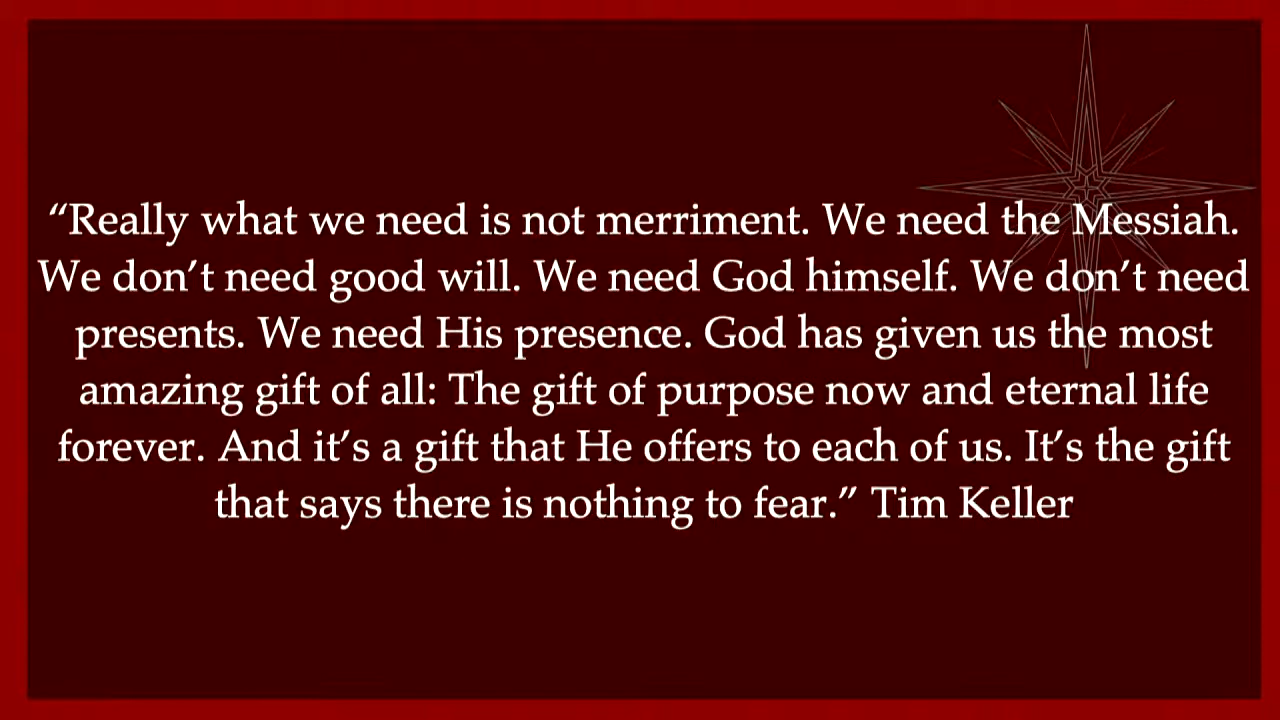 “Really what we need is not merriment. We need the Messiah.
We don’t need good will. We need God himself. We don’t need
presents. We need His presence. God has given us the most
amazing gift of all: The gift of purpose now and eternal life
forever. And it’s a gift that He offers to each of us. It’s the gift
that says there is nothing to fear.” Tim Keller